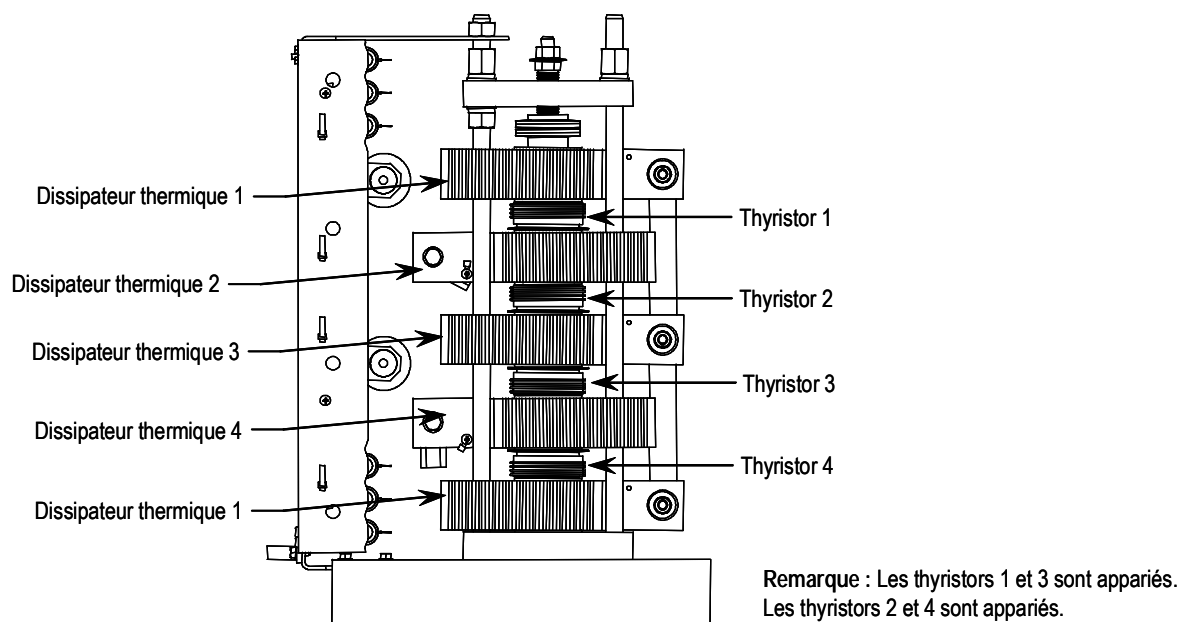 Dissipateur thermique 1
Thyristor 1
Dissipateur thermique 2
Thyristor 2
Dissipateur thermique 3
Thyristor 3
Dissipateur thermique 4
Thyristor 4
Dissipateur thermique 1
Remarque : Les thyristors 1 et 3 sont appariés.
Les thyristors 2 et 4 sont appariés.